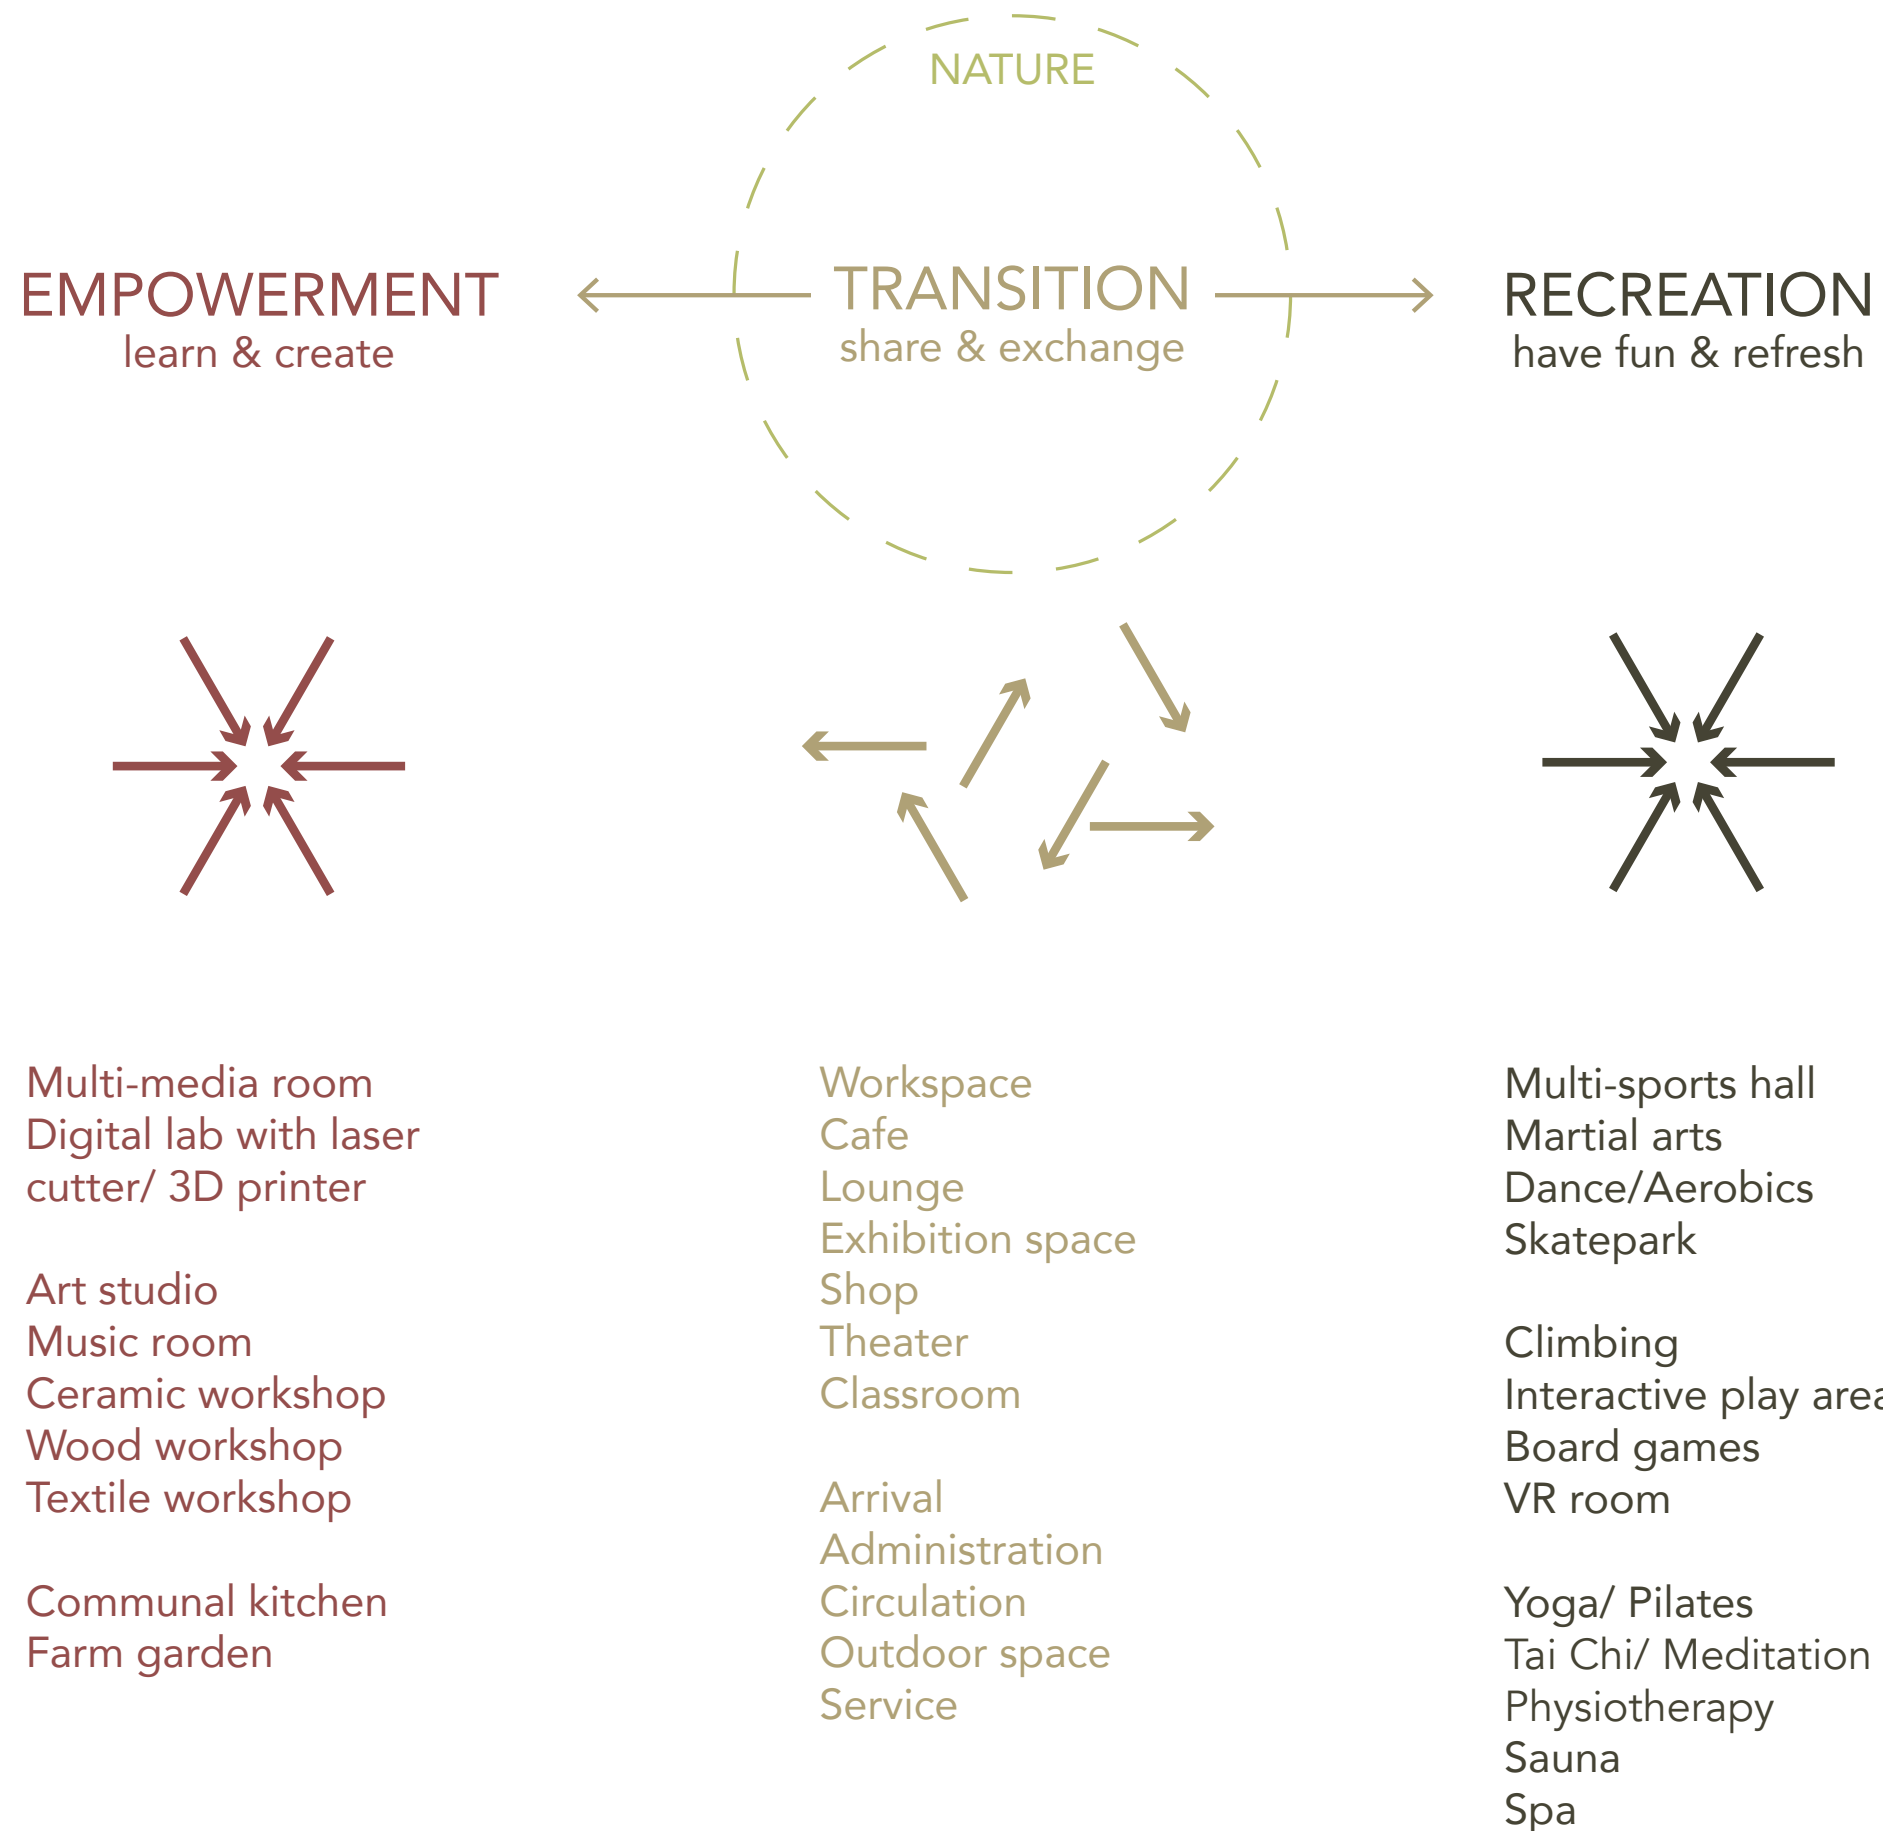 NATURE
EMPOWERMENT
learn & create
TRANSITION
share & exchange
RECREATION
have fun & refresh
Multi-media room
Digital lab with laser
cutter/ 3D printer
Art studio
Music room
Ceramic workshop
Wood workshop
Textile workshop
Communal kitchen
Farm garden
Workspace
Cafe
Lounge
Exhibition space
Shop
Theater
Classroom
Arrival
Administration
Circulation
Outdoor space
Service
Multi-sports hall
Martial arts
Dance/Aerobics
Skatepark
Climbing
Interactive play area
Board games
VR room
Yoga/ Pilates
Tai Chi/ Meditation
Physiotherapy
Sauna
Spa